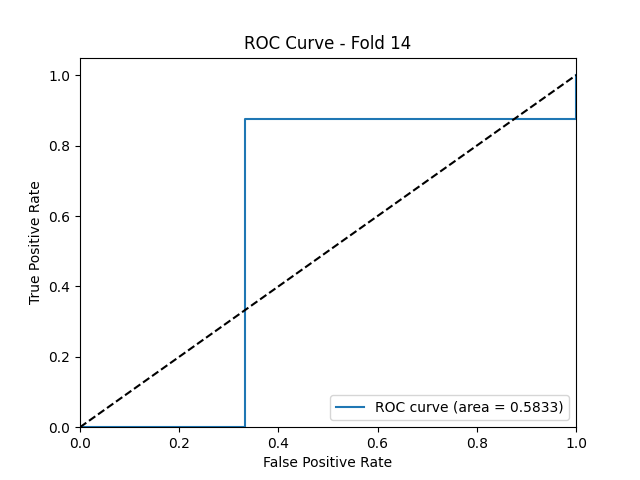 ROC Curve - Fold 14
True Positive Rate
1.0
0.8
0.6
0.4
0.2
0.0
0.0 0.2 0.4 0.6 0.8 1.0
False Positive Rate
ROC curve (area = 0.5833)